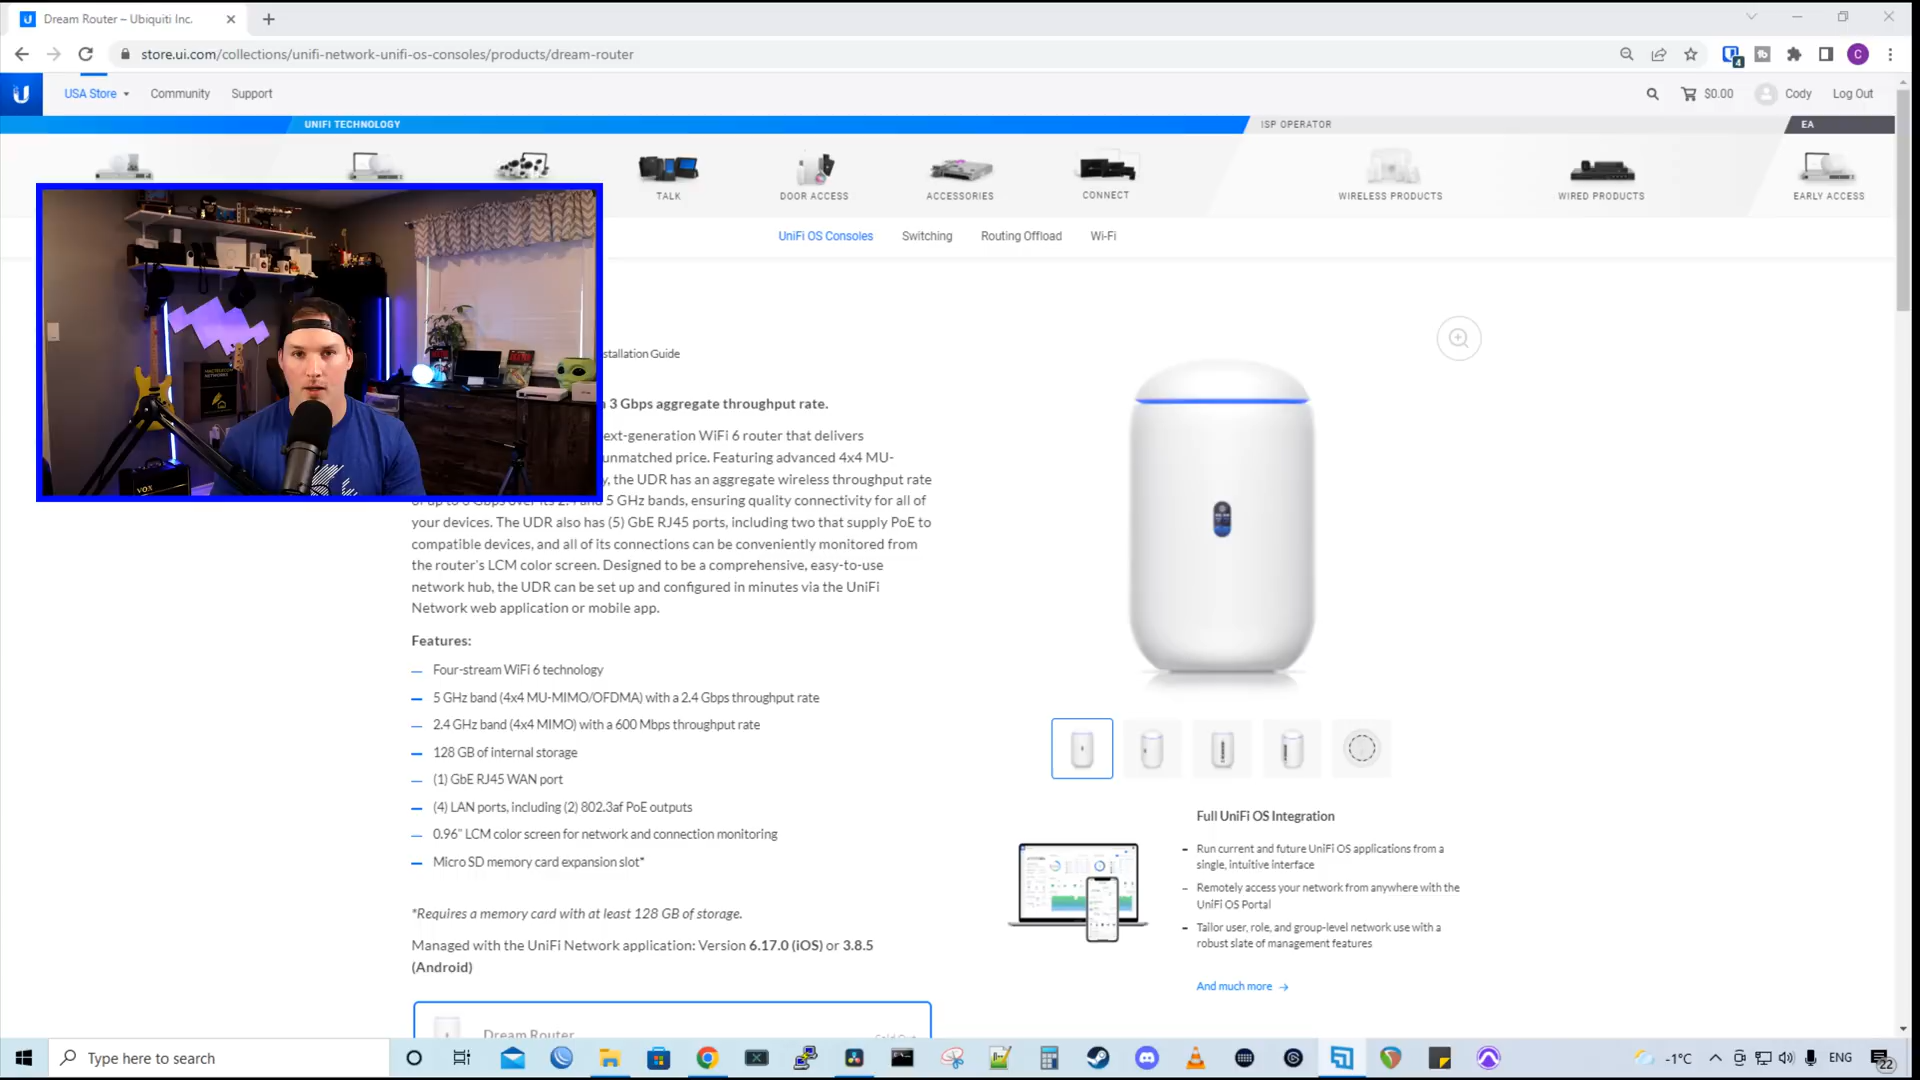 Dream Router – Ubiquiti Inc.
store.ui.com/collections/unifi-network-unifi-os-consoles/products/dream-router
4
C
USA Store
Community
Support
$0.00
Cody
Log Out
UNIFI TECHNOLOGY
ISP OPERATOR
EA
TALK
DOOR ACCESS
ACCESSORIES
CONNECT
WIRELESS PRODUCTS
WIRED PRODUCTS
EARLY ACCESS
UniFi OS Consoles
Switching
Routing Offload
Wi-Fi
MACTELECOM
NETWORKS
VOX
stallation Guide
3 Gbps aggregate throughput rate.
ext-generation WiFi 6 router that delivers
unmatched price. Featuring advanced 4x4 MU-
, the UDR has an aggregate wireless throughput rate
5 GHz bands, ensuring quality connectivity for all of
your devices. The UDR also has (5) GbE RJ45 ports, including two that supply PoE to
compatible devices, and all of its connections can be conveniently monitored from
the router's LCM color screen. Designed to be a comprehensive, easy-to-use
network hub, the UDR can be set up and configured in minutes via the UniFi
Network web application or mobile app.
Features:
Four-stream WiFi 6 technology
5 GHz band (4x4 MU-MIMO/OFDMA) with a 2.4 Gbps throughput rate
2.4 GHz band (4x4 MIMO) with a 600 Mbps throughput rate
128 GB of internal storage
(1) GbE RJ45 WAN port
(4) LAN ports, including (2) 802.3af PoE outputs
0.96" LCM color screen for network and connection monitoring
Micro SD memory card expansion slot*
*Requires a memory card with at least 128 GB of storage.
Managed with the UniFi Network application: Version 6.17.0 (iOS) or 3.8.5
(Android)
Dream Router
Sold Out
Full UniFi OS Integration
- Run current and future UniFi OS applications from a
single, intuitive interface
- Remotely access your network from anywhere with the
UniFi OS Portal
- Tailor user, role, and group-level network use with a
robust slate of management features
And much more →
Type here to search
-1°C
ENG
22